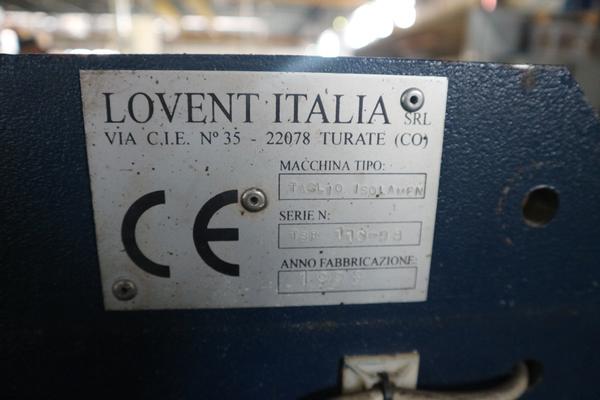 LOVENT ITALIA SRL
VIA C.I.E. N° 35 - 22078 TURATE (CO)
MACCHINA TIPO:
TAGLIO ISOLAMEN
CE
SERIE N:
ANNO FABBRICAZIONE: